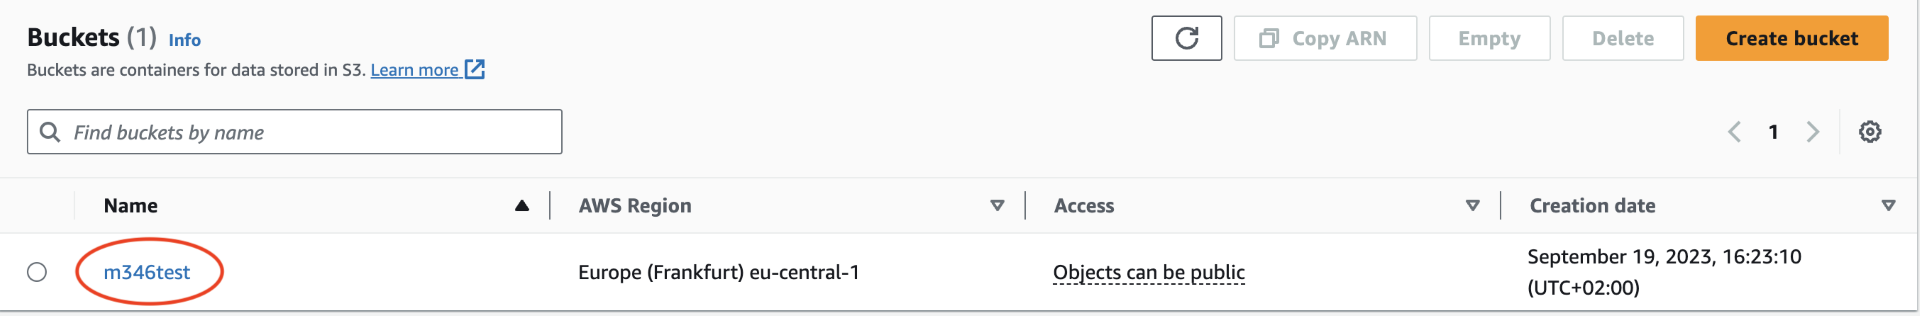 Buckets (1) Info
Buckets are containers for data stored in S3. Learn more
Copy ARN
Empty
Delete
Create bucket
Find buckets by name
1
Name
AWS Region
Access
Creation date
m346test
Europe (Frankfurt) eu-central-1
Objects can be public
September 19, 2023, 16:23:10
(UTC+02:00)